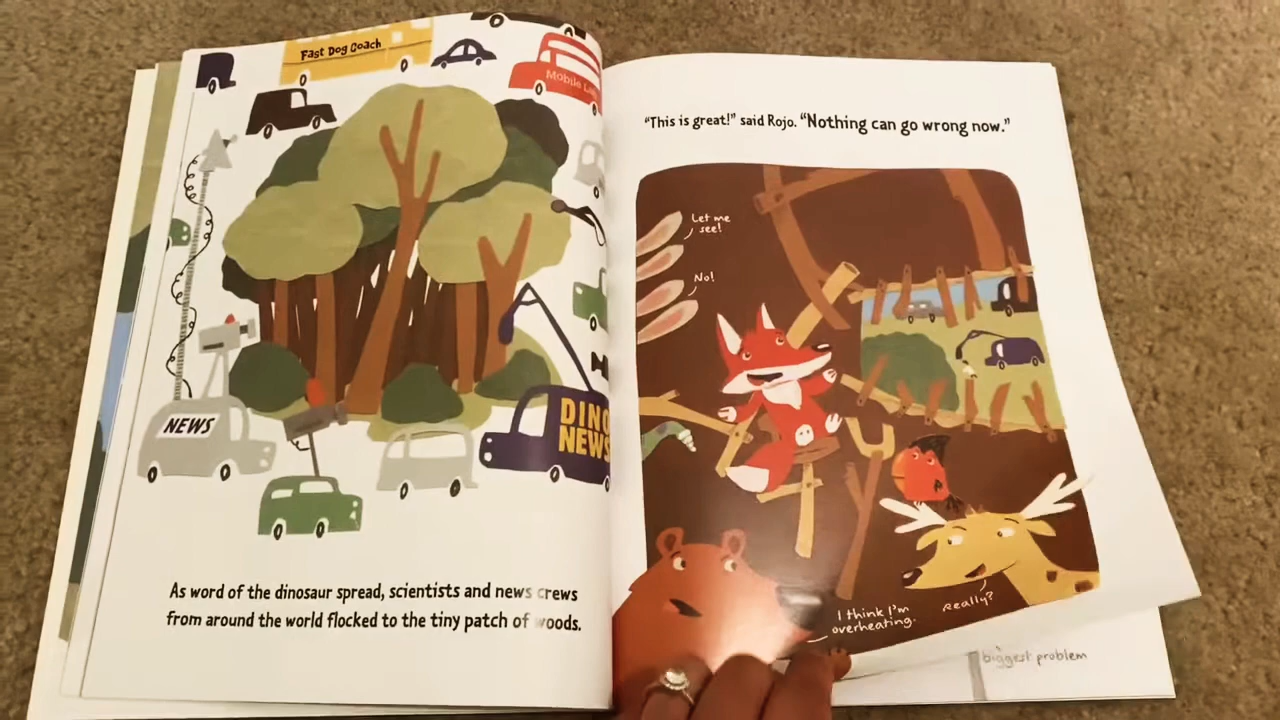 Fast Dog Coach
Mobile
NEWS
DINO
NEWS
As word of the dinosaur spread, scientists and news crews
from around the world flocked to the tiny patch of woods.
"This is great!" said Rojo. "Nothing can go wrong now."
Let me
see!
No!
I think I'm
overheating.
Really?
biggest problem